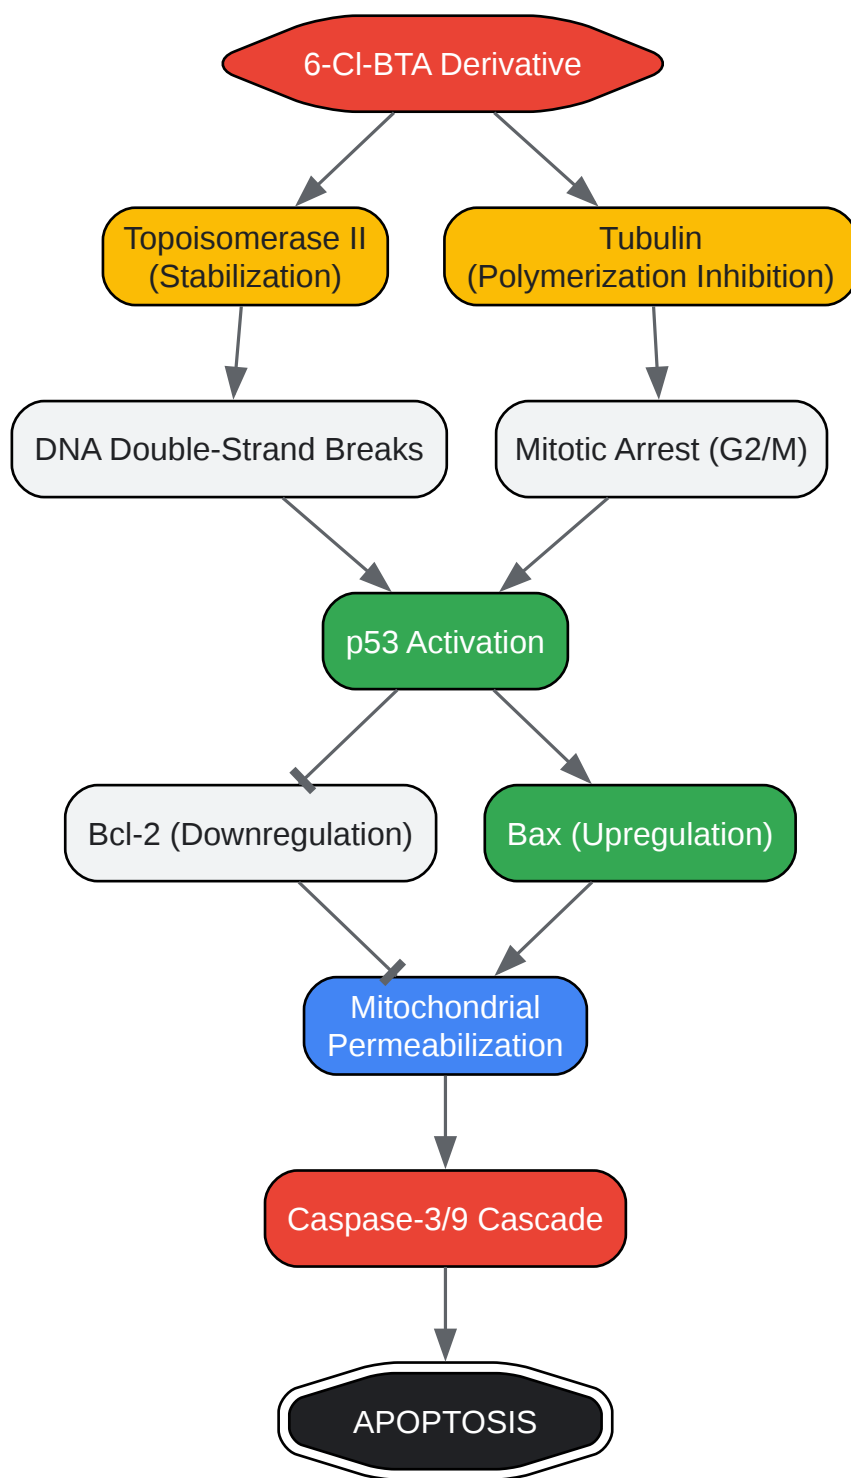 6-Cl-BTA Derivative
Topoisomerase II
(Stabilization)
Tubulin
(Polymerization Inhibition)
DNA Double-Strand Breaks
Mitotic Arrest (G2/M)
p53 Activation
Bcl-2 (Downregulation)
Bax (Upregulation)
Mitochondrial
Permeabilization
Caspase-3/9 Cascade
APOPTOSIS